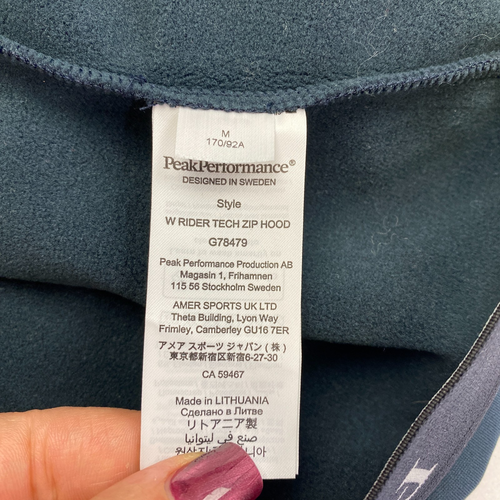 M
170/92A
PeakPerformance®
DESIGNED IN SWEDEN
Style
W RIDER TECH ZIP HOOD
G78479
Peak Performance Production AB
Magasin 1, Frihamnen
115 56 Stockholm Sweden
AMER SPORTS UK LTD
Theta Building, Lyon Way
Frimley, Camberley GU16 7ER
アメア スポーツ ジャパン (株)
東京都新宿区新宿6-27-30
CA 59467
Made in LITHUANIA
Сделано в Литве
リトアニア製
صنع في ليتوانيا